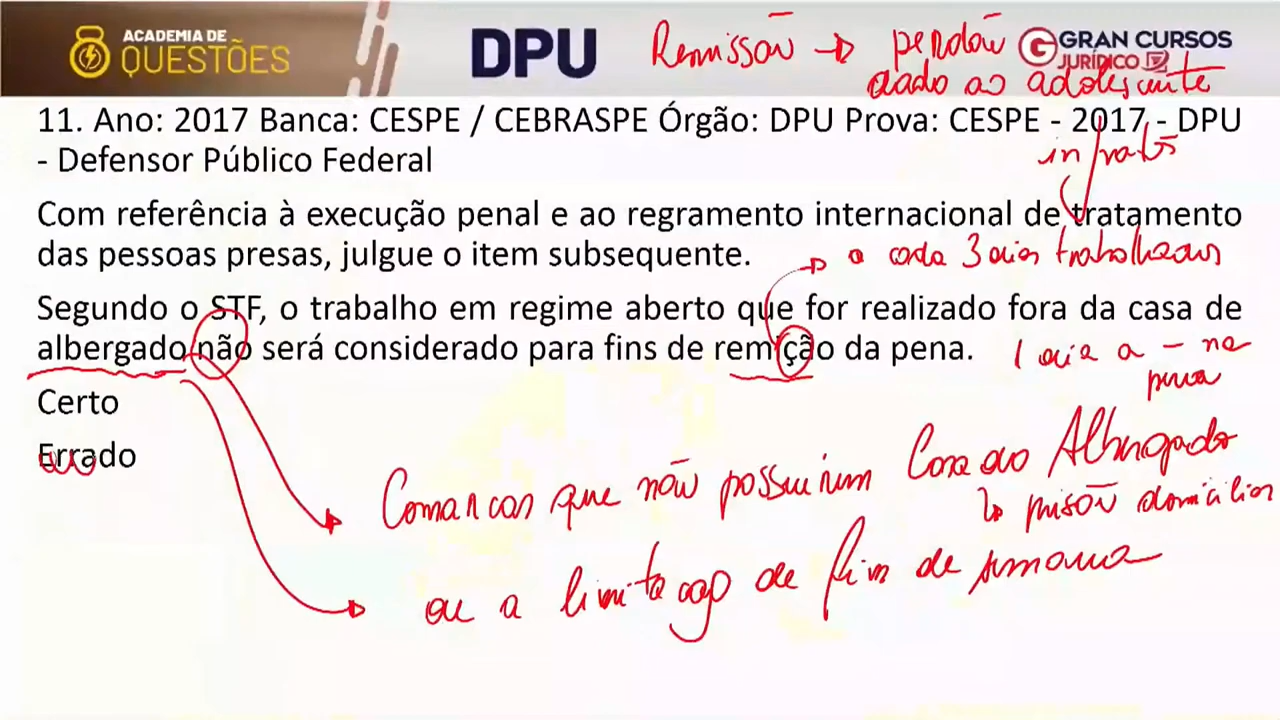 ACADEMIA DE
QUESTÕES
DPU
Remissão → perdão
dado ao adolescente
infrator
GRAN CURSOS
JURÍDICO
11. Ano: 2017 Banca: CESPE / CEBRASPE Órgão: DPU Prova: CESPE - 2017 - DPU
- Defensor Público Federal
Com referência à execução penal e ao regramento internacional de tratamento
das pessoas presas, julgue o item subsequente.
→ a cada 3 dias trabalhados
Segundo o STF, o trabalho em regime aberto que for realizado fora da casa de
albergado não será considerado para fins de remição da pena.
1 dia a - na
pena
Certo
Errado
Comarcas que não possuírem Casa do Albergado
↳ prisão domiciliar
ou a limitação de fim de semana